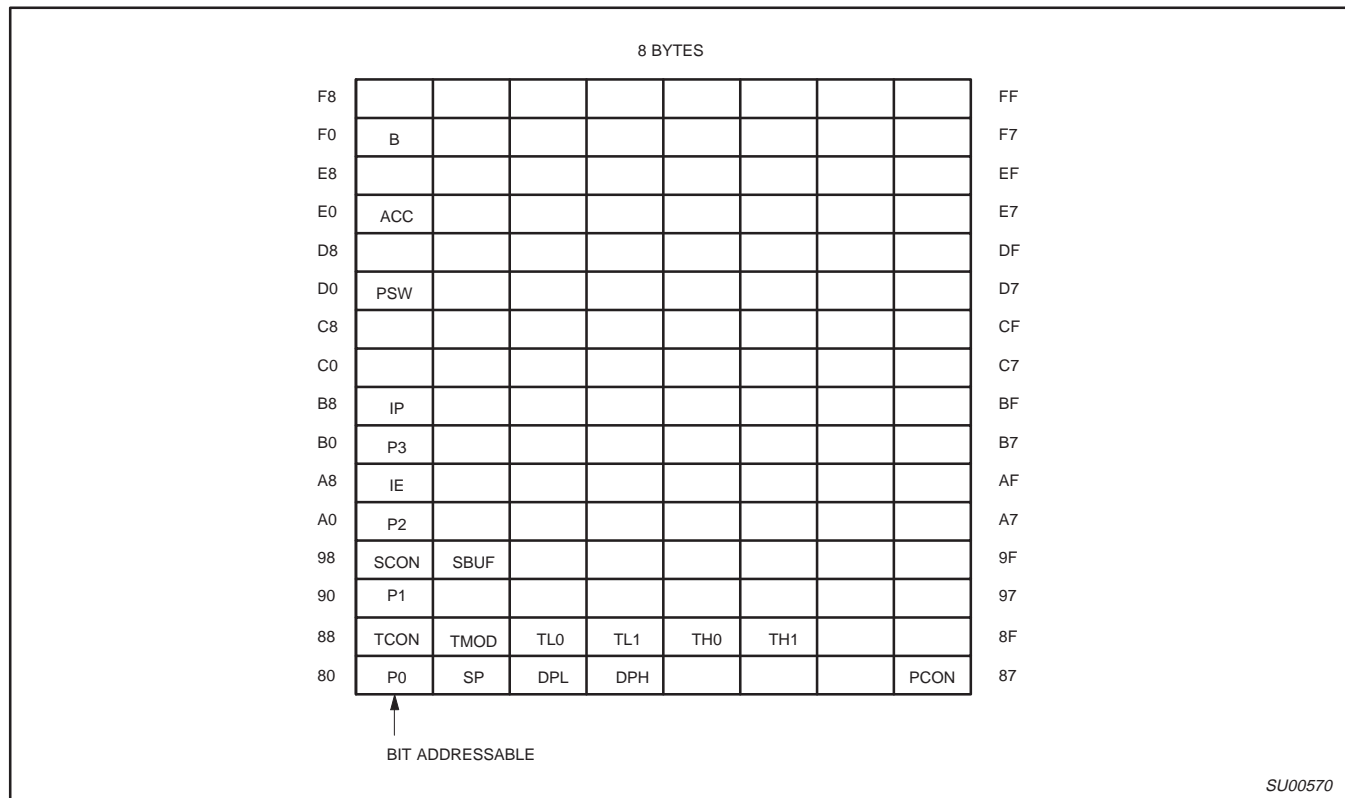 8 BYTES
F8 FF
F0 B F7
E8 EF
E0 ACC E7
D8 DF
D0 PSW D7
C8 CF
C0 C7
B8 IP BF
B0 P3 B7
A8 IE AF
A0 P2 A7
98 SCON SBUF 9F
90 P1 97
88 TCON TMOD TL0 TL1 TH0 TH1 8F
80 P0 SP DPL DPH PCON 87
BIT ADDRESSABLE
SU00570